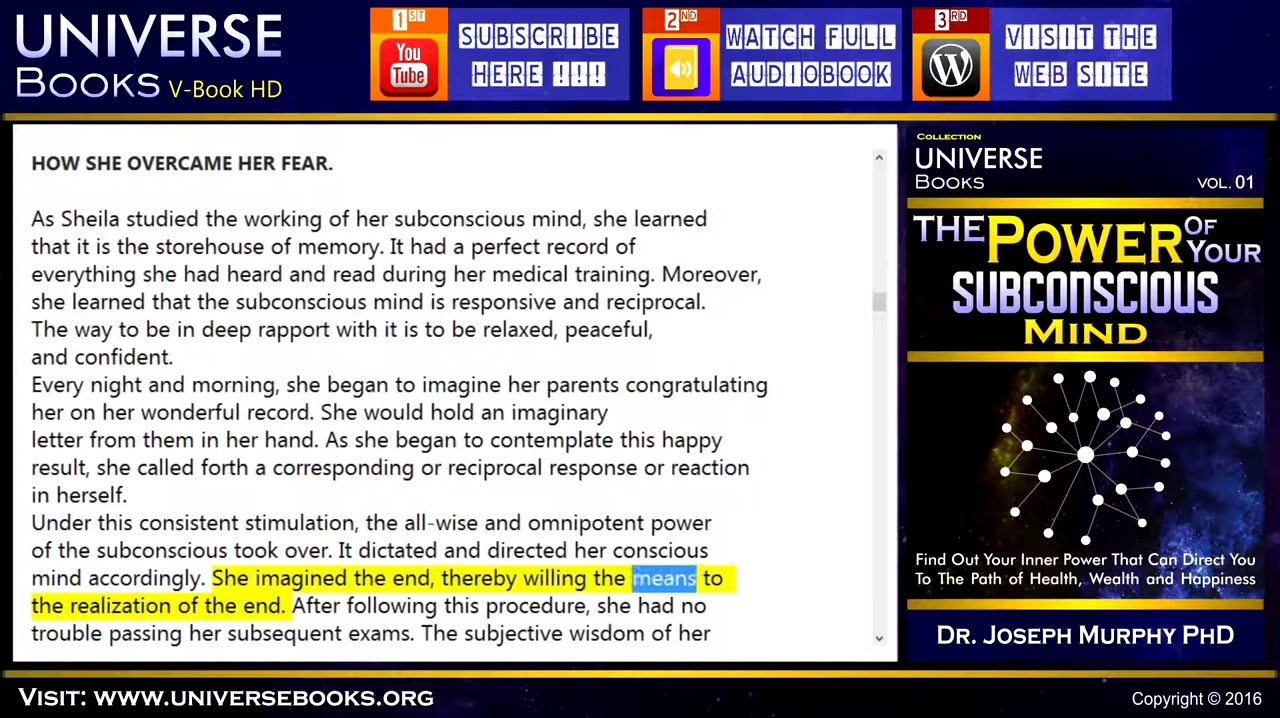 UNIVERSE
BOOKS V-Book HD
1ST
You
Tube
SUBSCRIBE
HERE !!!
2ND
WATCH FULL
AUDIOBOOK
3RD
VISIT THE
WEB SITE
HOW SHE OVERCAME HER FEAR.
As Sheila studied the working of her subconscious mind, she learned
that it is the storehouse of memory. It had a perfect record of
everything she had heard and read during her medical training. Moreover,
she learned that the subconscious mind is responsive and reciprocal.
The way to be in deep rapport with it is to be relaxed, peaceful,
and confident.
Every night and morning, she began to imagine her parents congratulating
her on her wonderful record. She would hold an imaginary
letter from them in her hand. As she began to contemplate this happy
result, she called forth a corresponding or reciprocal response or reaction
in herself.
Under this consistent stimulation, the all-wise and omnipotent power
of the subconscious took over. It dictated and directed her conscious
mind accordingly. She imagined the end, thereby willing the means to
the realization of the end. After following this procedure, she had no
trouble passing her subsequent exams. The subjective wisdom of her
COLLECTION
UNIVERSE
BOOKS VOL. 01
THE POWER OF YOUR
SUBCONSCIOUS
MIND
Find Out Your Inner Power That Can Direct You
To The Path of Health, Wealth and Happiness
DR. JOSEPH MURPHY PHD
VISIT: WWW.UNIVERSEBOOKS.ORG
Copyright © 2016